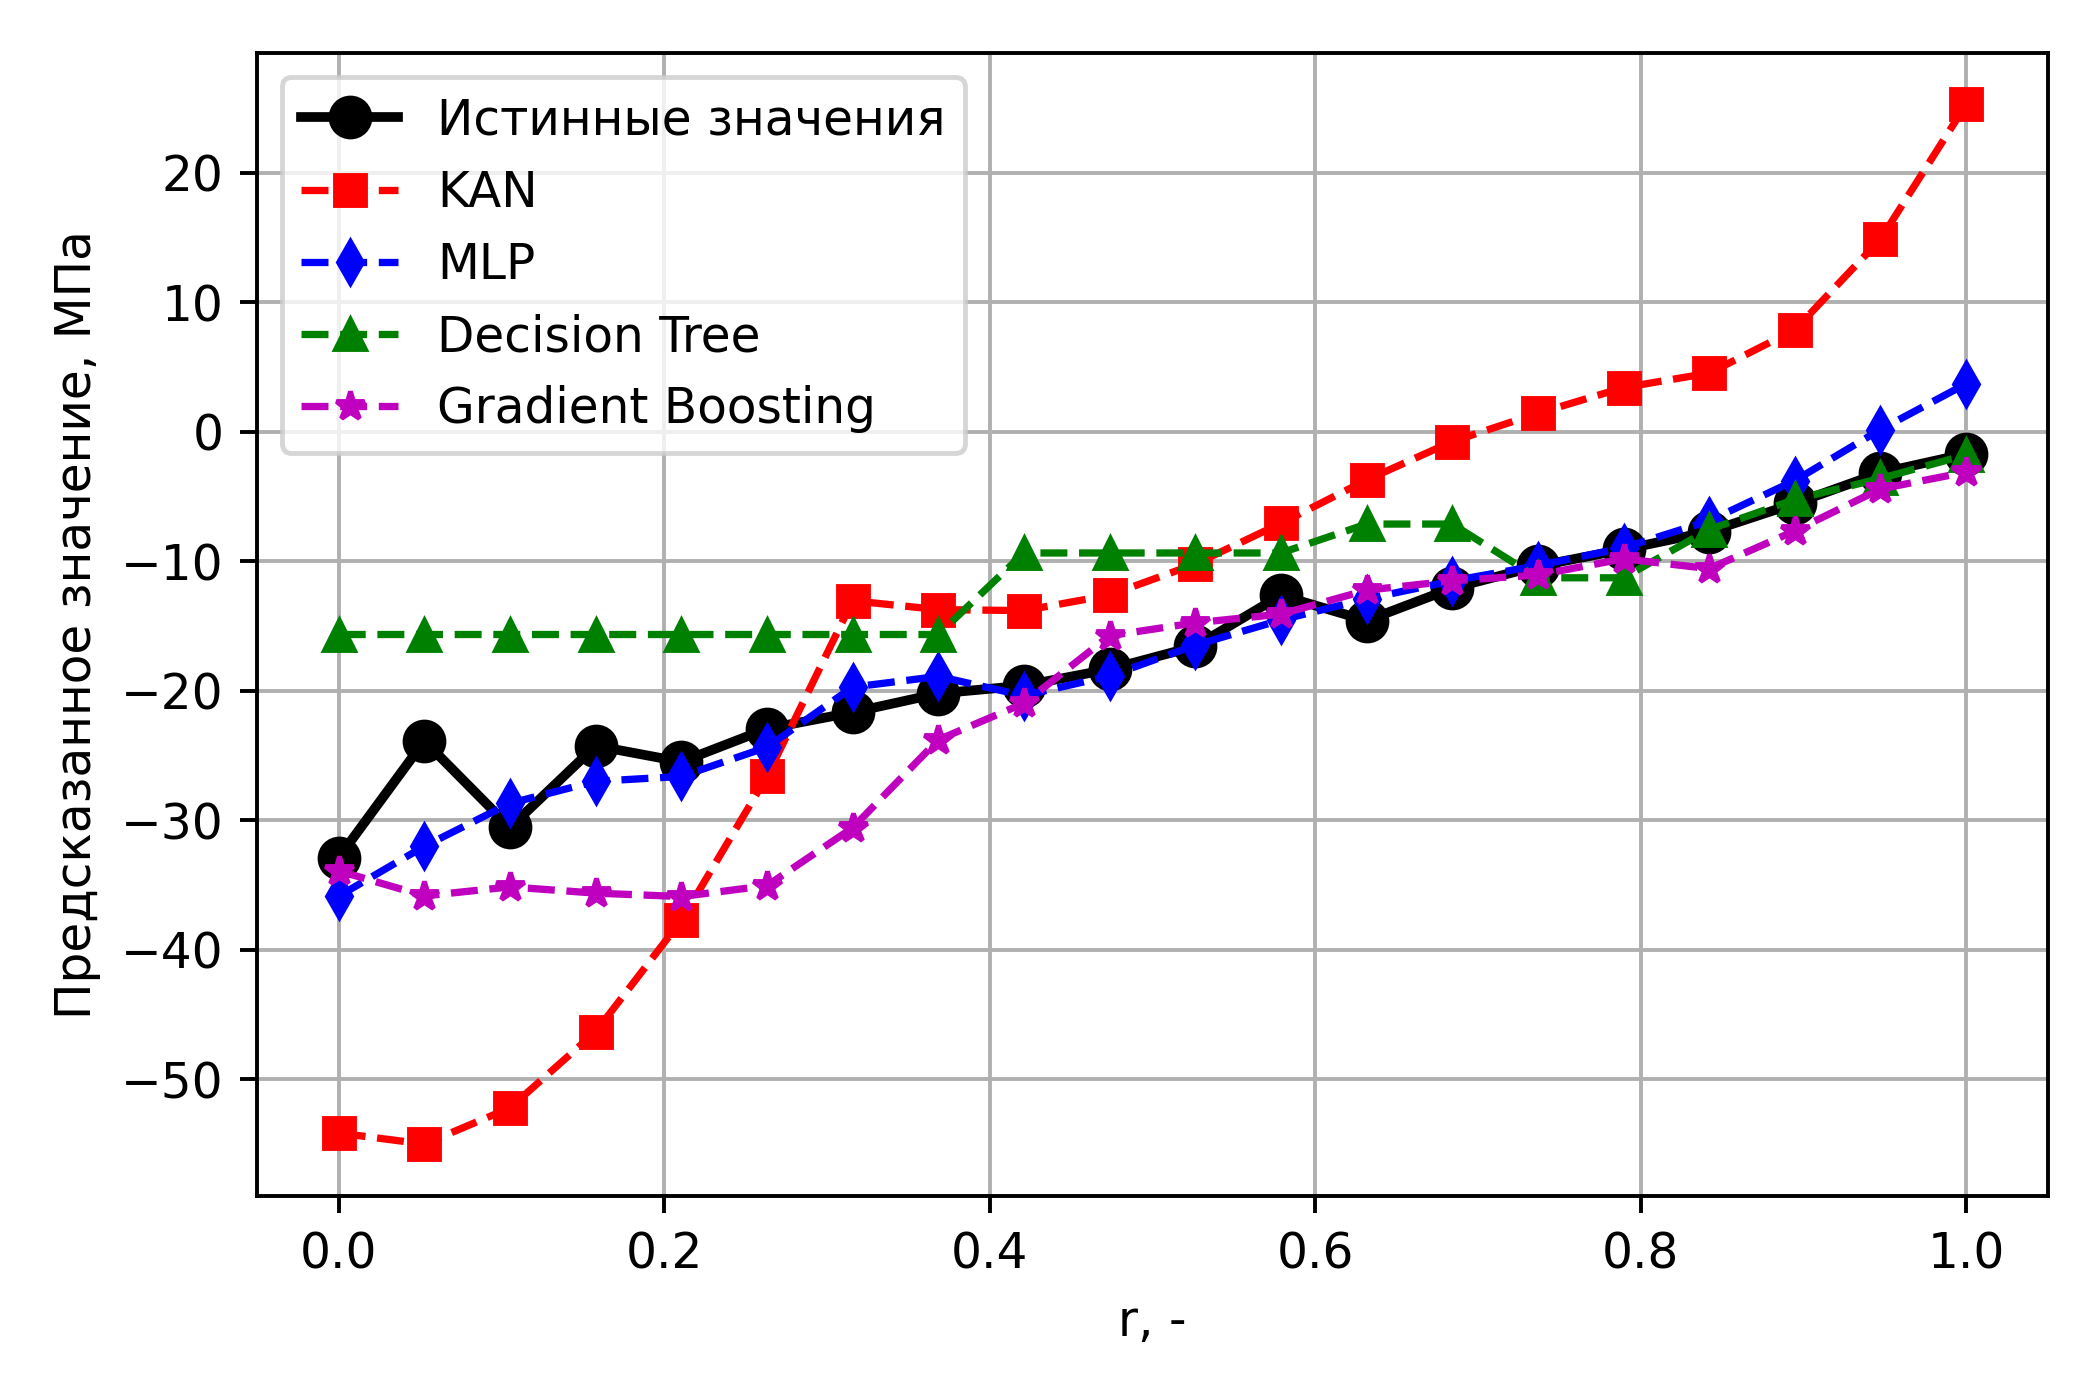 Истинные значения
KAN
MLP
Decision Tree
Gradient Boosting
Предсказанное значение, МПа
20
10
0
−10
−20
−30
−40
−50
0.0 0.2 0.4 0.6 0.8 1.0
r, -